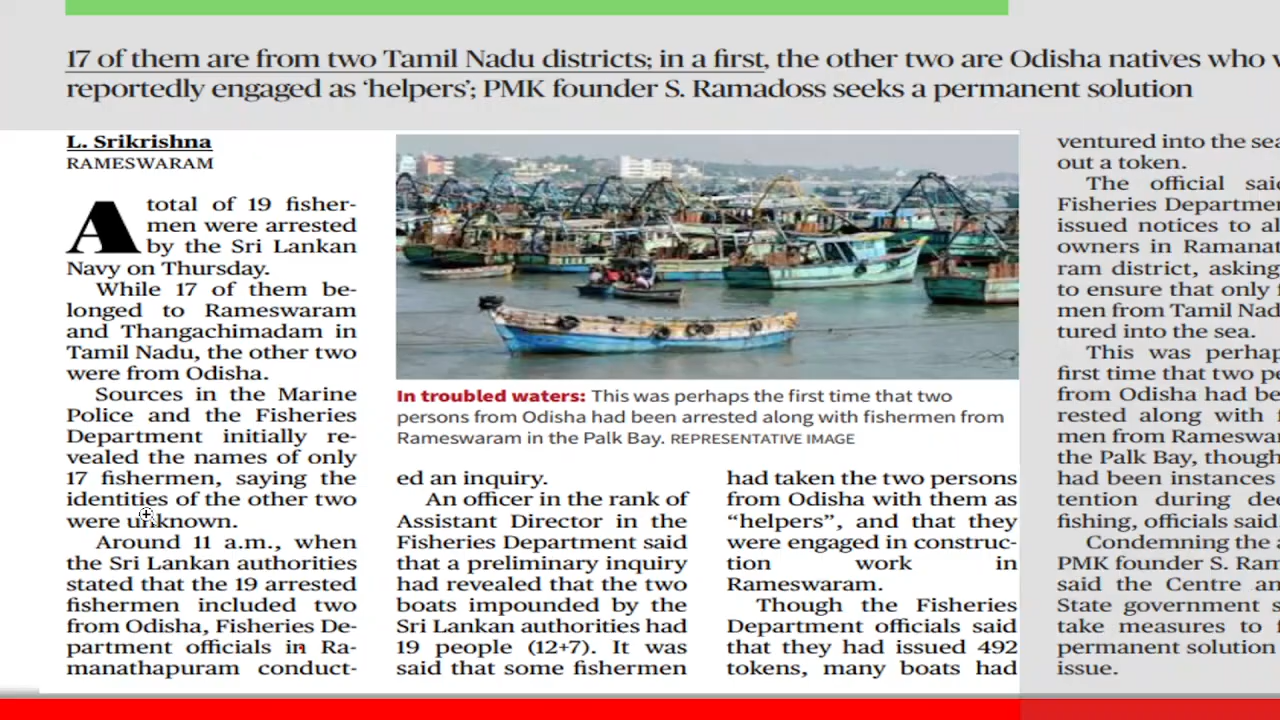 17 of them are from two Tamil Nadu districts; in a first, the other two are Odisha natives who
reportedly engaged as ‘helpers’; PMK founder S. Ramadoss seeks a permanent solution
L. Srikrishna
RAMESWARAM
A total of 19 fisher-
men were arrested
by the Sri Lankan
Navy on Thursday.
While 17 of them be-
longed to Rameswaram
and Thangachimadam in
Tamil Nadu, the other two
were from Odisha.
Sources in the Marine
Police and the Fisheries
Department initially re-
vealed the names of only
17 fishermen, saying the
identities of the other two
were unknown.
Around 11 a.m., when
the Sri Lankan authorities
stated that the 19 arrested
fishermen included two
from Odisha, Fisheries De-
partment officials in Ra-
manathapuram conduct-
In troubled waters: This was perhaps the first time that two
persons from Odisha had been arrested along with fishermen from
Rameswaram in the Palk Bay. REPRESENTATIVE IMAGE
ed an inquiry.
An officer in the rank of
Assistant Director in the
Fisheries Department said
that a preliminary inquiry
had revealed that the two
boats impounded by the
Sri Lankan authorities had
19 people (12+7). It was
said that some fishermen
had taken the two persons
from Odisha with them as
“helpers”, and that they
were engaged in construc-
tion work in
Rameswaram.
Though the Fisheries
Department officials said
that they had issued 492
tokens, many boats had
ventured into the sea
out a token.
The official
Fisheries
issued notices to
owners in
ram district, asking
to ensure that only
men from Tamil
tured into the sea.
This was
first time that two
from Odisha had
rested along with
men from
the Palk Bay, though
had been instances
tention during
fishing, officials said
Condemning the
PMK founder S.
said the Centre
State government
take measures to
permanent solution
issue.